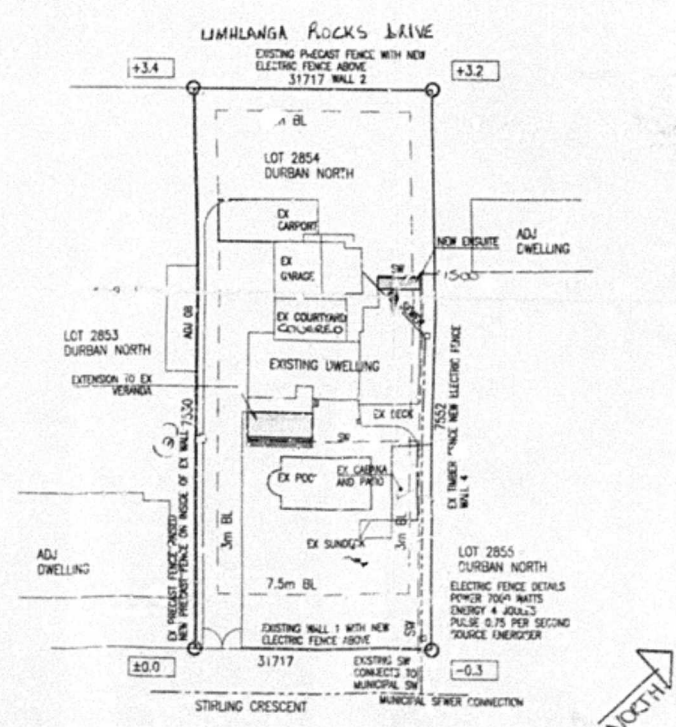 UMHLANGA ROCKS DRIVE
EXISTING PRECAST FENCE WITH NEW
ELECTRIC FENCE ABOVE
31717 WALL 2
+3.4
+3.2
BL
LOT 2854
DURBAN NORTH
EX
CARPORT
NEW ENSUITE
ADJ
DWELLING
SW
1500
EX
GARAGE
SEWER
EX COURTYARD
COVERED
ADJ OB
LOT 2853
DURBAN NORTH
EXISTING DWELLING
EXTENSION TO EX
VERANDA
EX DECK
SW
7552
EX TIMBER FENCE NEW ELECTRIC FENCE
WALL 4
EX PRECAST FENCE RAISED
NEW PRECAST FENCE ON INSIDE OF EX WALL
(3)
EX CABANA
AND PATIO
EX SUNDECK
3m BL
3m BL
7.5m BL
ADJ
DWELLING
LOT 2855
DURBAN NORTH
ELECTRIC FENCE DETAILS
POWER 7000 WATTS
ENERGY 4 JOULES
PULSE 0.75 PER SECOND
SOURCE ENERGISER
SW
EXISTING WALL 1 WITH NEW
ELECTRIC FENCE ABOVE
±0.0
31717
EXISTING SW
CONNECTS TO
MUNICIPAL SW
-0.3
MUNICIPAL SEWER CONNECTION
STIRLING CRESCENT
NORTH